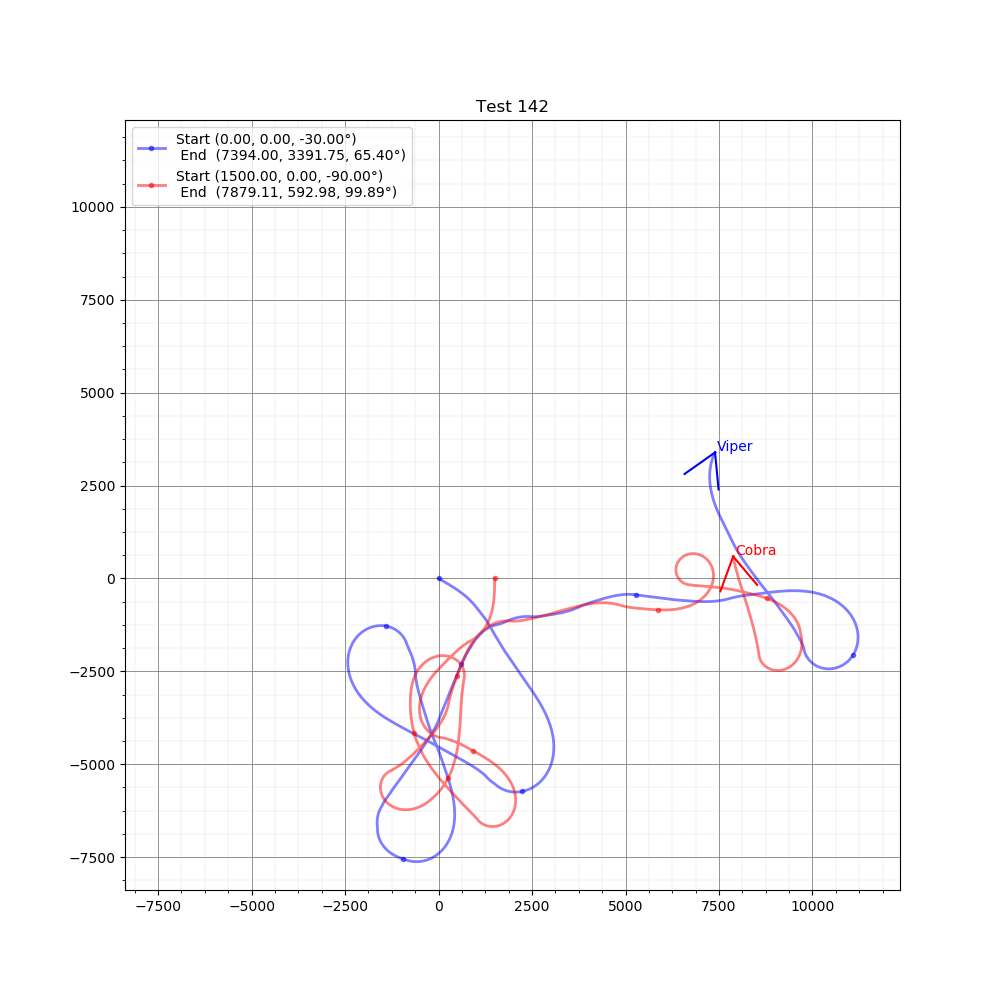 Test 142
Start (0.00, 0.00, -30.00°)
End (7394.00, 3391.75, 65.40°)
Start (1500.00, 0.00, -90.00°)
End (7879.11, 592.98, 99.89°)
10000
7500
5000
2500
0
−2500
−5000
−7500
Viper
Cobra
−7500 −5000 −2500 0 2500 5000 7500 10000